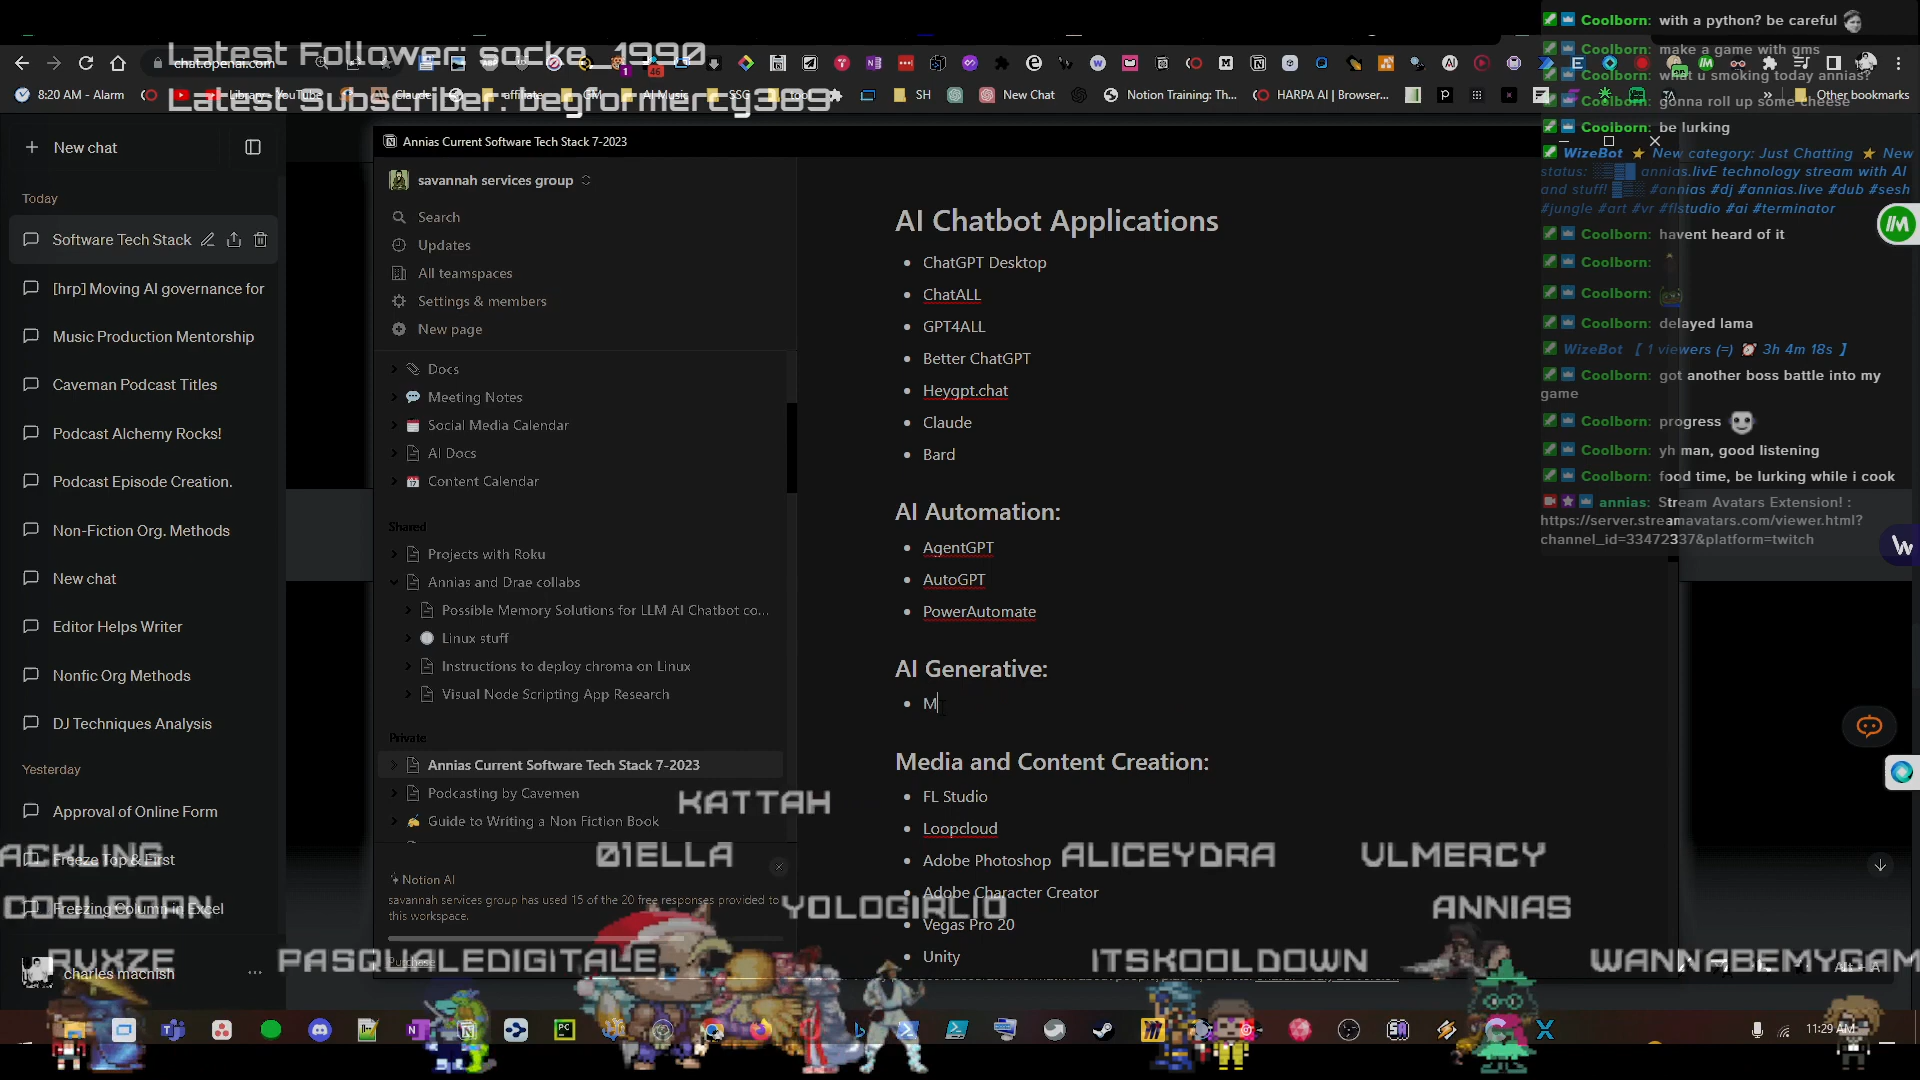 Latest Follower: socke_1990
chat.openai.com
8:20 AM - Alarm
Library - YouTube
Claude
affiliate
AI Music
SSG
SH
New Chat
Notion Training: Th...
HARPA AI | Browser...
Other bookmarks
Latest Subscriber: begformercy389
New chat
Today
Software Tech Stack
[hrp] Moving AI governance for
Music Production Mentorship
Caveman Podcast Titles
Podcast Alchemy Rocks!
Podcast Episode Creation.
Non-Fiction Org. Methods
New chat
Editor Helps Writer
Nonfic Org Methods
DJ Techniques Analysis
Yesterday
Approval of Online Form
Freeze Top & First
Freezing Column in Excel
charles macnish
Annias Current Software Tech Stack 7-2023
savannah services group
Search
Updates
All teamspaces
Settings & members
New page
Docs
Meeting Notes
Social Media Calendar
AI Docs
Content Calendar
Shared
Projects with Roku
Annias and Drae collabs
Possible Memory Solutions for LLM AI Chatbot co...
Linux stuff
Instructions to deploy chroma on Linux
Visual Node Scripting App Research
Private
Annias Current Software Tech Stack 7-2023
Podcasting by Cavemen
Guide to Writing a Non Fiction Book
Notion AI
savannah services group has used 15 of the 20 free responses provided to
this workspace.
Purchase
AI Chatbot Applications
ChatGPT Desktop
ChatALL
GPT4ALL
Better ChatGPT
Heygpt.chat
Claude
Bard
AI Automation:
AgentGPT
AutoGPT
PowerAutomate
AI Generative:
M
Media and Content Creation:
FL Studio
Loopcloud
Adobe Photoshop
Adobe Character Creator
Vegas Pro 20
Unity
Coolborn: with a python? be careful
Coolborn: make a game with gms
Coolborn: what u smoking today annias?
Coolborn: gonna roll up some cheese
Coolborn: be lurking
WizeBot ★ New category: Just Chatting ★ New
status: annias.livE technology stream with AI
and stuff! #annias #dj #annias.live #dub #sesh
#jungle #art #vr #flstudio #ai #terminator
Coolborn: havent heard of it
Coolborn:
Coolborn:
Coolborn: delayed lama
WizeBot 【 1 viewers (=) ⏰ 3h 4m 18s 】
Coolborn: got another boss battle into my
game
Coolborn: progress
Coolborn: yh man, good listening
Coolborn: food time, be lurking while i cook
annias: Stream Avatars Extension! :
https://server.streamavatars.com/viewer.html?
channel_id=33472337&platform=twitch
KATTAH
ACKLING
01ELLA
ALICEYDRA
VLMERCY
COOLBORN
YOLOGIRLIO
ANNIAS
RVXZE
PASQUALEDIGITALE
ITSKOOLDOWN
WANNABEMYGAM
Alt + A
11:29 AM